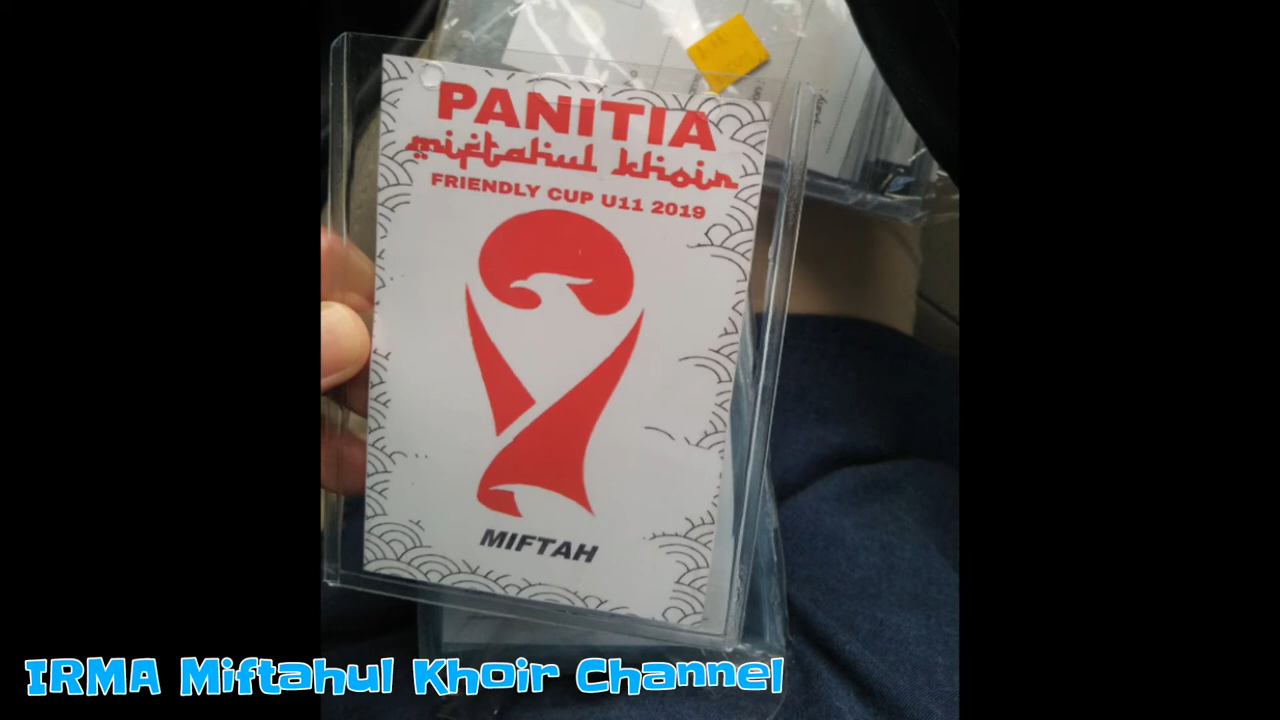 PANITIA
miftahul khoir
FRIENDLY CUP U11 2019
MIFTAH
IRMA Miftahul Khoir Channel